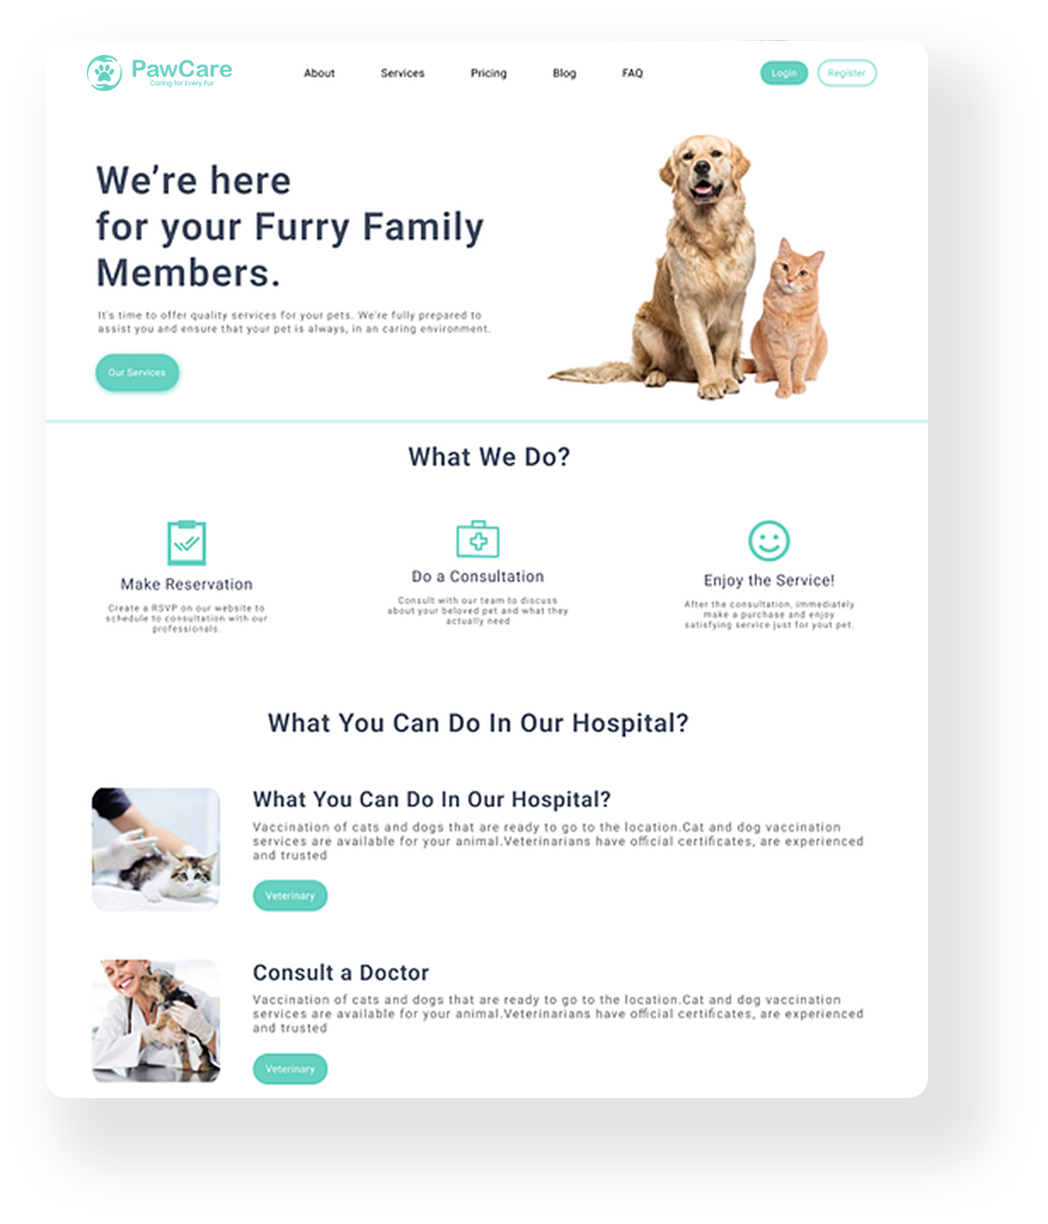 PawCare
Caring for Every Fur
About Services Pricing Blog FAQ
Login Register
We're here
for your Furry Family
Members.
It's time to offer quality services for your pets. We're fully prepared to
assist you and ensure that your pet is always, in an caring environment.
Our Services
What We Do?
Make Reservation
Create a RSVP on our website to
schedule to consultation with our
professionals.
Do a Consultation
Consult with our team to discuss
about your beloved pet and what they
actually need
Enjoy the Service!
After the consultation, immediately
make a purchase and enjoy
satisfying service just for yout pet.
What You Can Do In Our Hospital?
What You Can Do In Our Hospital?
Vaccination of cats and dogs that are ready to go to the location.Cat and dog vaccination
services are available for your animal.Veterinarians have official certificates, are experienced
and trusted
Veterinary
Consult a Doctor
Vaccination of cats and dogs that are ready to go to the location.Cat and dog vaccination
services are available for your animal.Veterinarians have official certificates, are experienced
and trusted
Veterinary